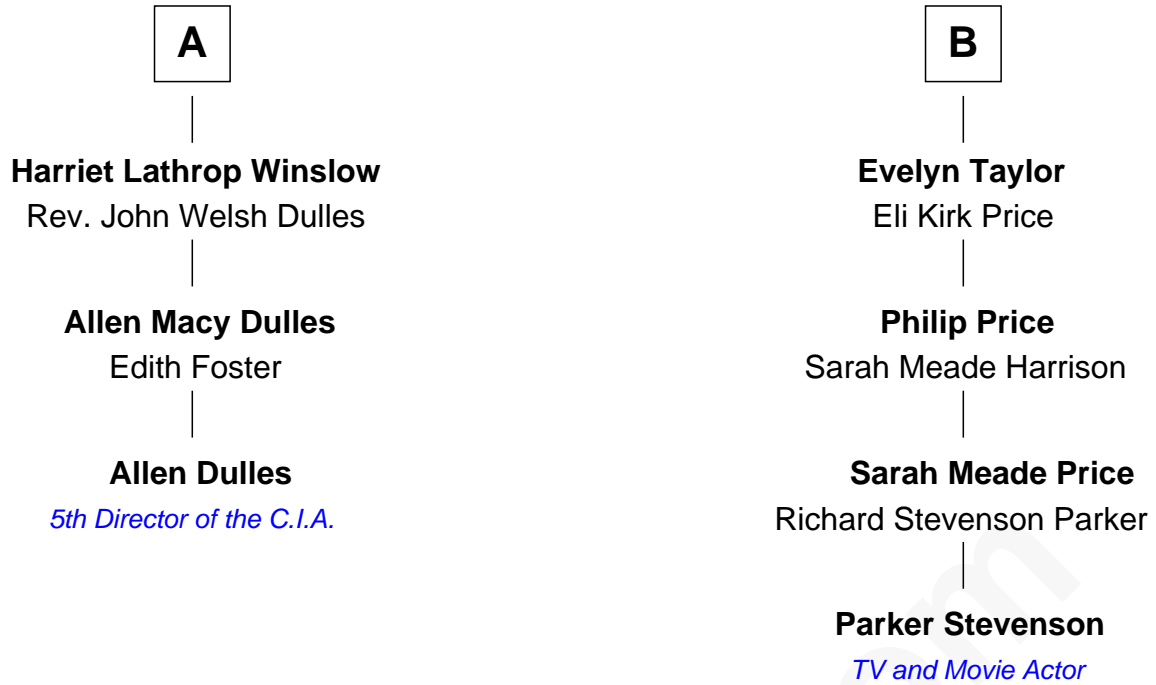 A
Harriet Lathrop Winslow
Rev. John Welsh Dulles
Allen Macy Dulles
Edith Foster
Allen Dulles
5th Director of the C.I.A.
B
Evelyn Taylor
Eli Kirk Price
Philip Price
Sarah Meade Harrison
Sarah Meade Price
Richard Stevenson Parker
Parker Stevenson
TV and Movie Actor